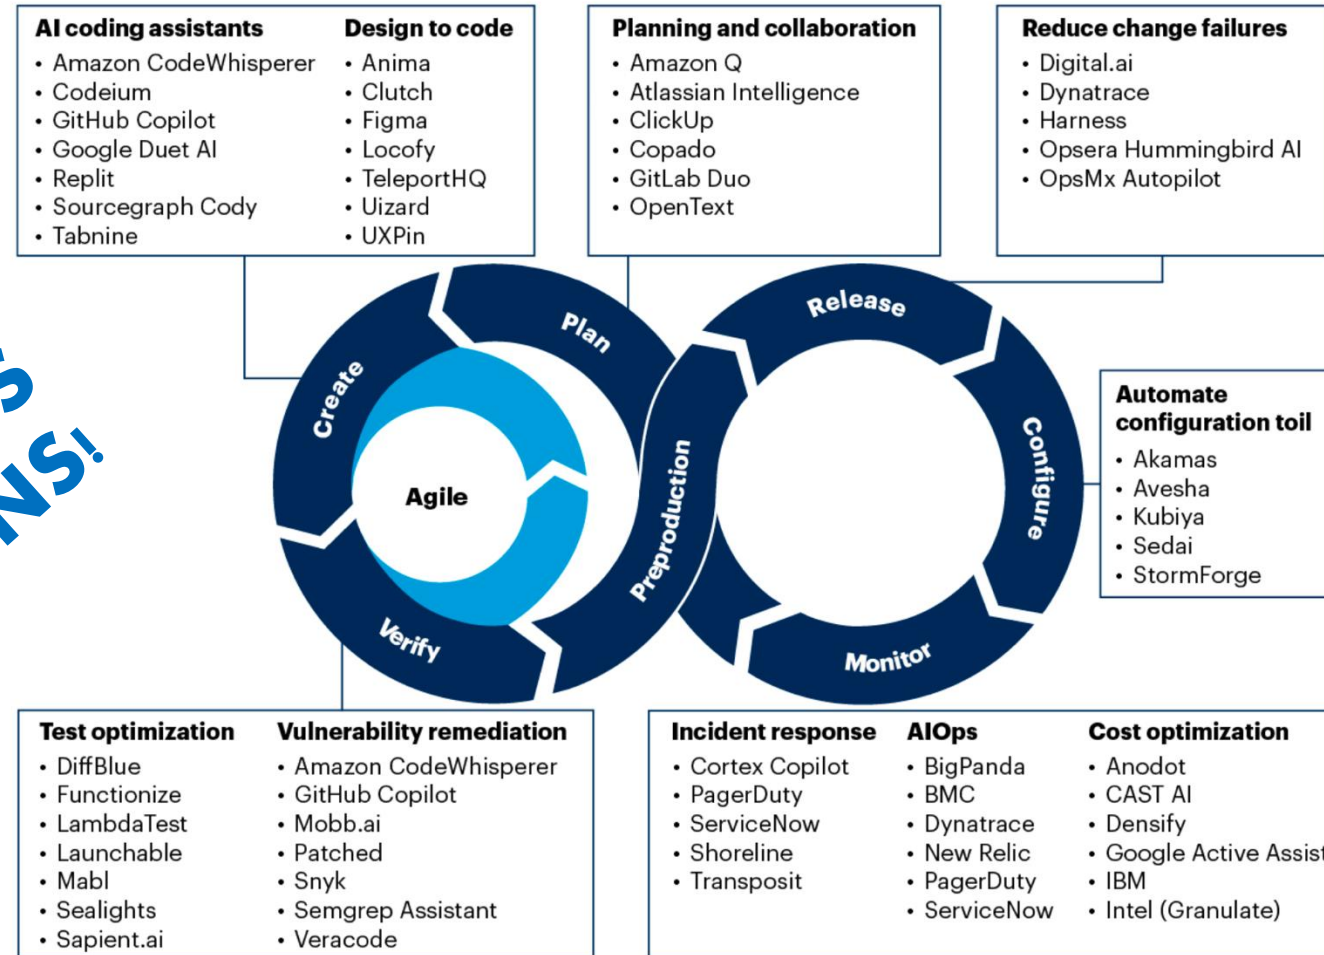 AI coding assistants
• Amazon CodeWhisperer
• Codeium
• GitHub Copilot
• Google Duet AI
• Replit
• Sourcegraph Cody
• Tabnine
Design to code
• Anima
• Clutch
• Figma
• Locofy
• TeleportHQ
• Uizard
• UXPin
Planning and collaboration
• Amazon Q
• Atlassian Intelligence
• ClickUp
• Copado
• GitLab Duo
• OpenText
Reduce change failures
• Digital.ai
• Dynatrace
• Harness
• Opsera Hummingbird AI
• OpsMx Autopilot
S
NS!
Create
Plan
Agile
Verify
Preproduction
Release
Configure
Monitor
Automate
configuration toil
• Akamas
• Avesha
• Kubiya
• Sedai
• StormForge
Test optimization
• DiffBlue
• Functionize
• LambdaTest
• Launchable
• Mabl
• Sealights
• Sapient.ai
Vulnerability remediation
• Amazon CodeWhisperer
• GitHub Copilot
• Mobb.ai
• Patched
• Snyk
• Semgrep Assistant
• Veracode
Incident response
• Cortex Copilot
• PagerDuty
• ServiceNow
• Shoreline
• Transposit
AIOps
• BigPanda
• BMC
• Dynatrace
• New Relic
• PagerDuty
• ServiceNow
Cost optimization
• Anodot
• CAST AI
• Densify
• Google Active Assist
• IBM
• Intel (Granulate)